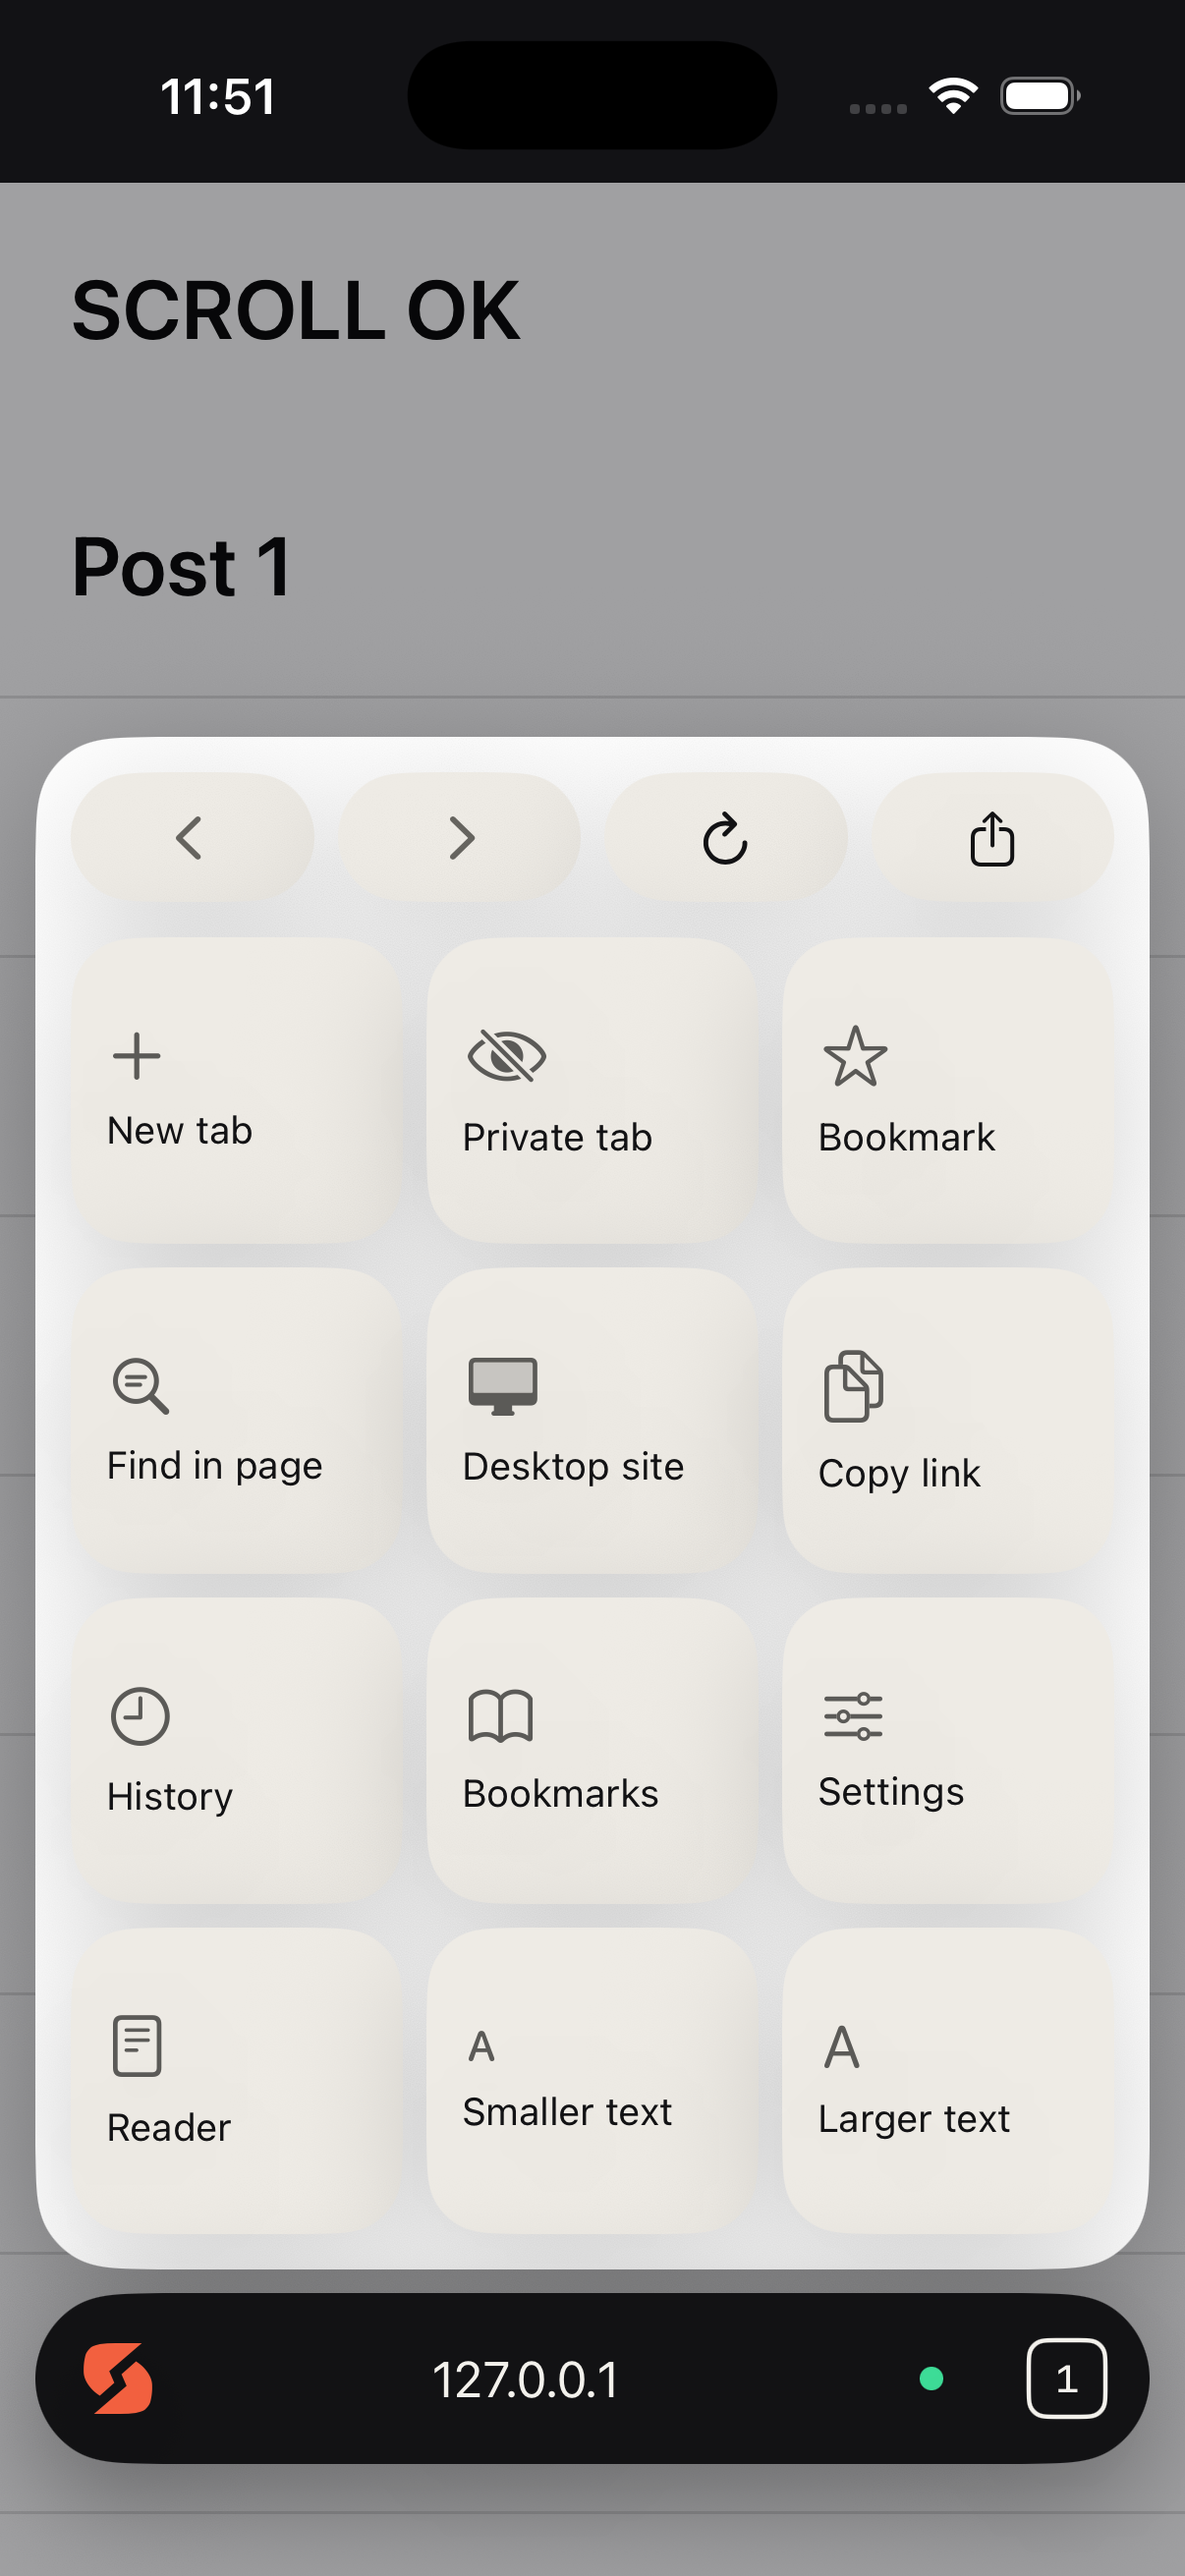 11:51
SCROLL OK
Post 1
New tab
Private tab
Bookmark
Find in page
Desktop site
Copy link
History
Bookmarks
Settings
Reader
A
Smaller text
A
Larger text
127.0.0.1
1